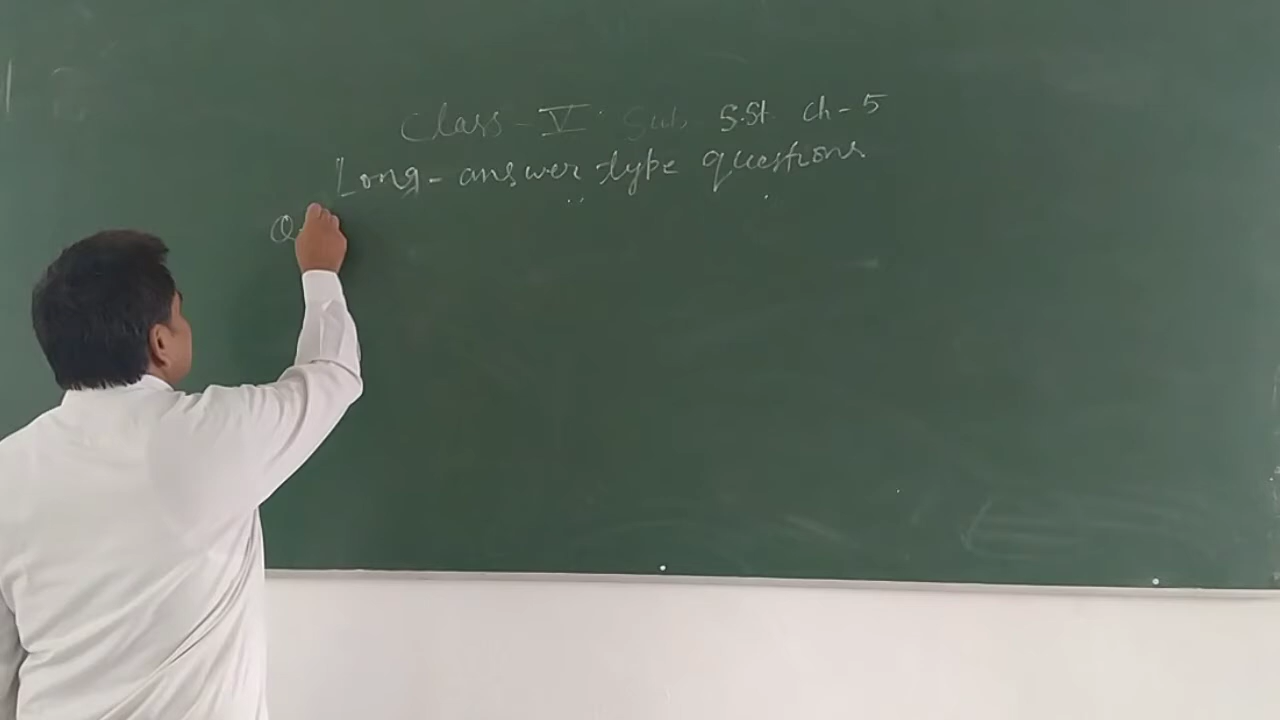 Class - V Sub. S.St. Ch - 5
Long - answer type questions
Q